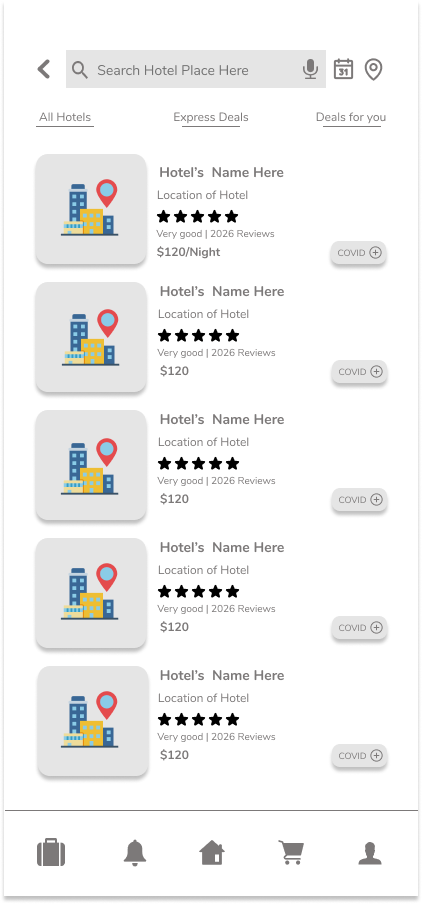 Search Hotel Place Here
31
All Hotels
Express Deals
Deals for you
Hotel's Name Here
Location of Hotel
Very good | 2026 Reviews
$120/Night
COVID
Hotel's Name Here
Location of Hotel
Very good | 2026 Reviews
$120
COVID
Hotel's Name Here
Location of Hotel
Very good | 2026 Reviews
$120
COVID
Hotel's Name Here
Location of Hotel
Very good | 2026 Reviews
$120
COVID
Hotel's Name Here
Location of Hotel
Very good | 2026 Reviews
$120
COVID